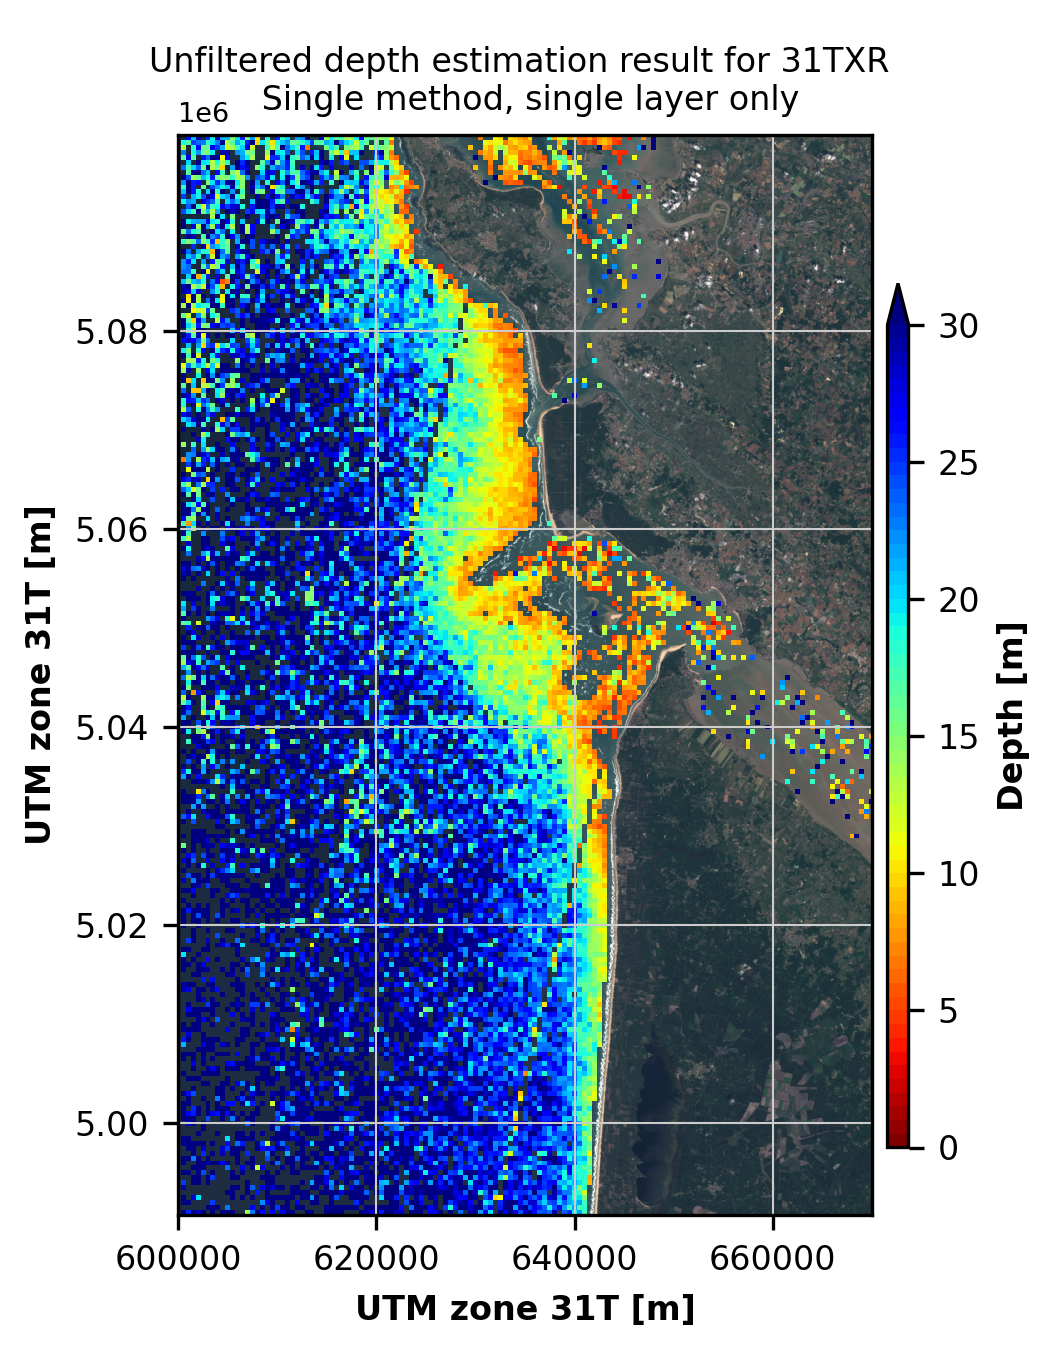 Unfiltered depth estimation result for 31TXR
Single method, single layer only
1e6
5.08
5.06
5.04
5.02
5.00
UTM zone 31T [m]
600000 620000 640000 660000
UTM zone 31T [m]
30
25
20
15
10
5
0
Depth [m]